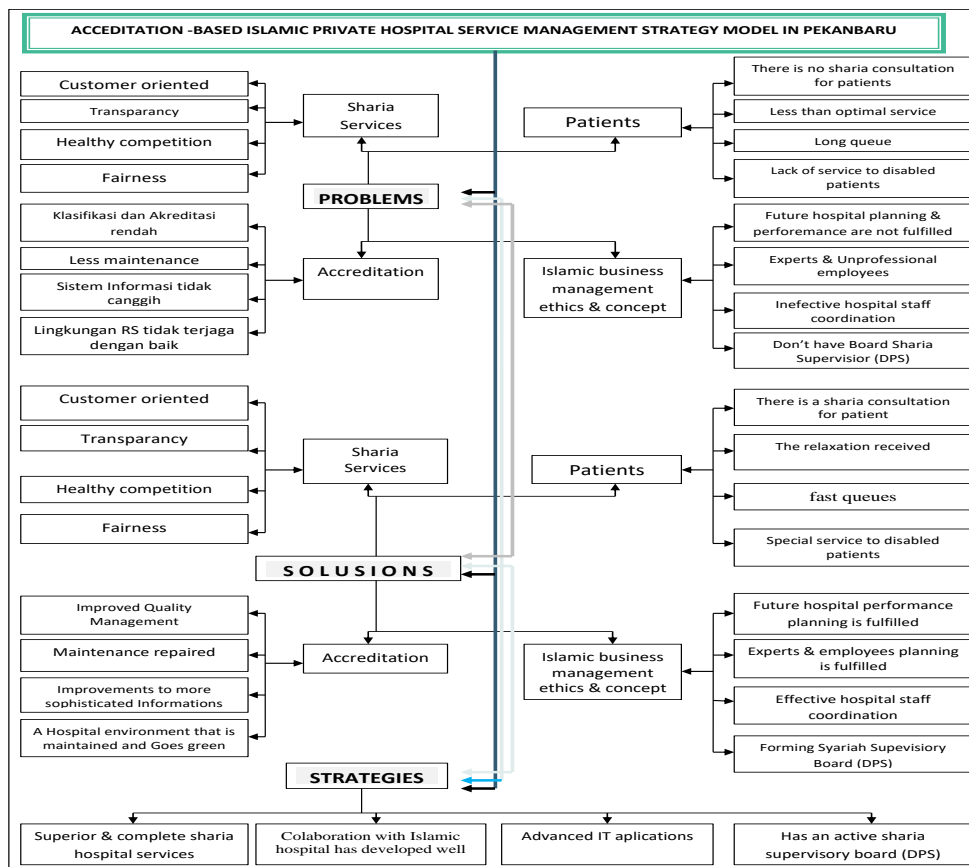 ACCEDITATION -BASED ISLAMIC PRIVATE HOSPITAL SERVICE MANAGEMENT STRATEGY MODEL IN PEKANBARU
Customer oriented
Transparancy
Healthy competition
Fairness
Sharia
Services
Patients
There is no sharia consultation
for patients
Less than optimal service
Long queue
Lack of service to disabled
patients
PROBLEMS
Klasifikasi dan Akreditasi
rendah
Less maintenance
Sistem Informasi tidak
canggih
Lingkungan RS tidak terjaga
dengan baik
Accreditation
Islamic business
management
ethics & concept
Future hospital planning &
performance are not fulfilled
Experts & Unprofessional
employees
Inefective hospital staff
coordination
Don't have Board Sharia
Supervisior (DPS)
Customer oriented
Transparancy
Healthy competition
Fairness
Sharia
Services
Patients
There is a sharia consultation
for patient
The relaxation received
fast queues
Special service to disabled
patients
SOLUSIONS
Improved Quality
Management
Maintenance repaired
Improvements to more
sophisticated Informations
A Hospital environment that is
maintained and Goes green
Accreditation
Islamic business
management
ethics & concept
Future hospital performance
planning is fulfilled
Experts & employees planning
is fulfilled
Effective hospital staff
coordination
Forming Syariah Supevisiory
Board (DPS)
STRATEGIES
Superior & complete sharia
hospital services
Colaboration with Islamic
hospital has developed well
Advanced IT aplications
Has an active sharia
supervisory board (DPS)